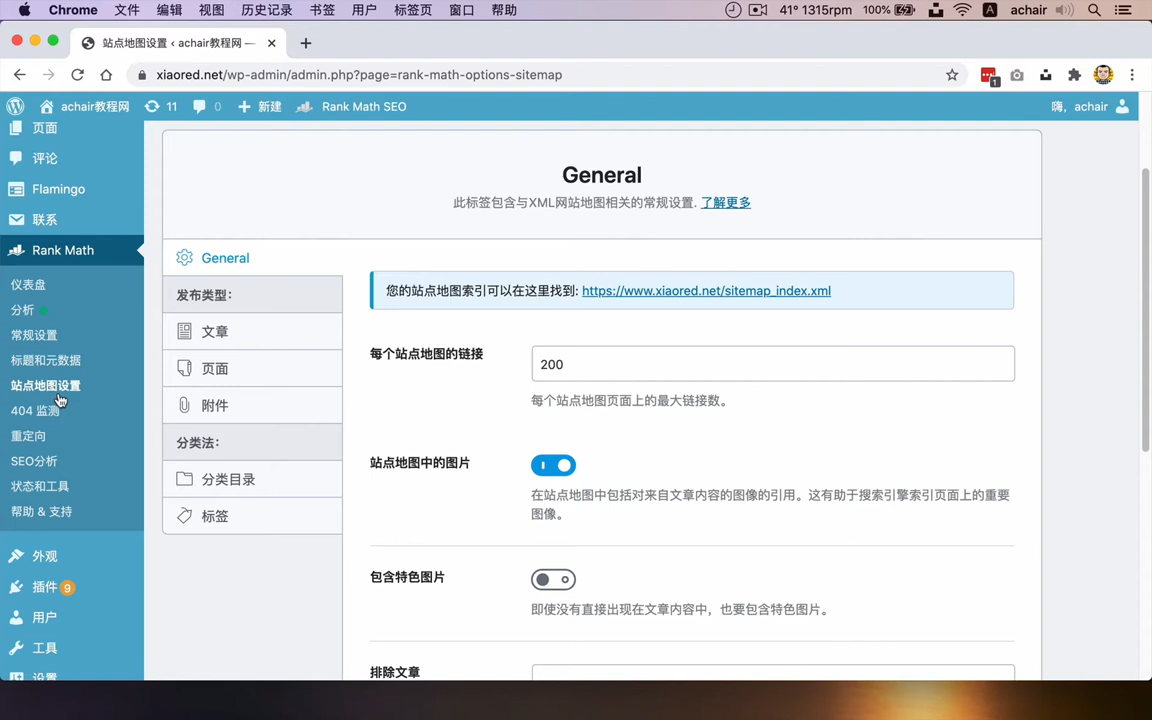 Chrome 文件 编辑 视图 历史记录 书签 用户 标签页 窗口 帮助 41° 1315rpm 100% A achair
站点地图设置 ‹ achair教程网 —
xiaored.net/wp-admin/admin.php?page=rank-math-options-sitemap 1
achair教程网 11 0 新建 Rank Math SEO 嗨，achair
页面
评论
Flamingo
联系
Rank Math
仪表盘
分析
常规设置
标题和元数据
站点地图设置
404 监测
重定向
SEO分析
状态和工具
帮助 & 支持
外观
插件 9
用户
工具
设置
General
此标签包含与XML网站地图相关的常规设置. 了解更多
General
发布类型:
文章
页面
附件
分类法:
分类目录
标签
您的站点地图索引可以在这里找到: https://www.xiaored.net/sitemap_index.xml
每个站点地图的链接
200
每个站点地图页面上的最大链接数。
站点地图中的图片
在站点地图中包括对来自文章内容的图像的引用。这有助于搜索引擎索引页面上的重要
图像。
包含特色图片
即使没有直接出现在文章内容中，也要包含特色图片。
排除文章